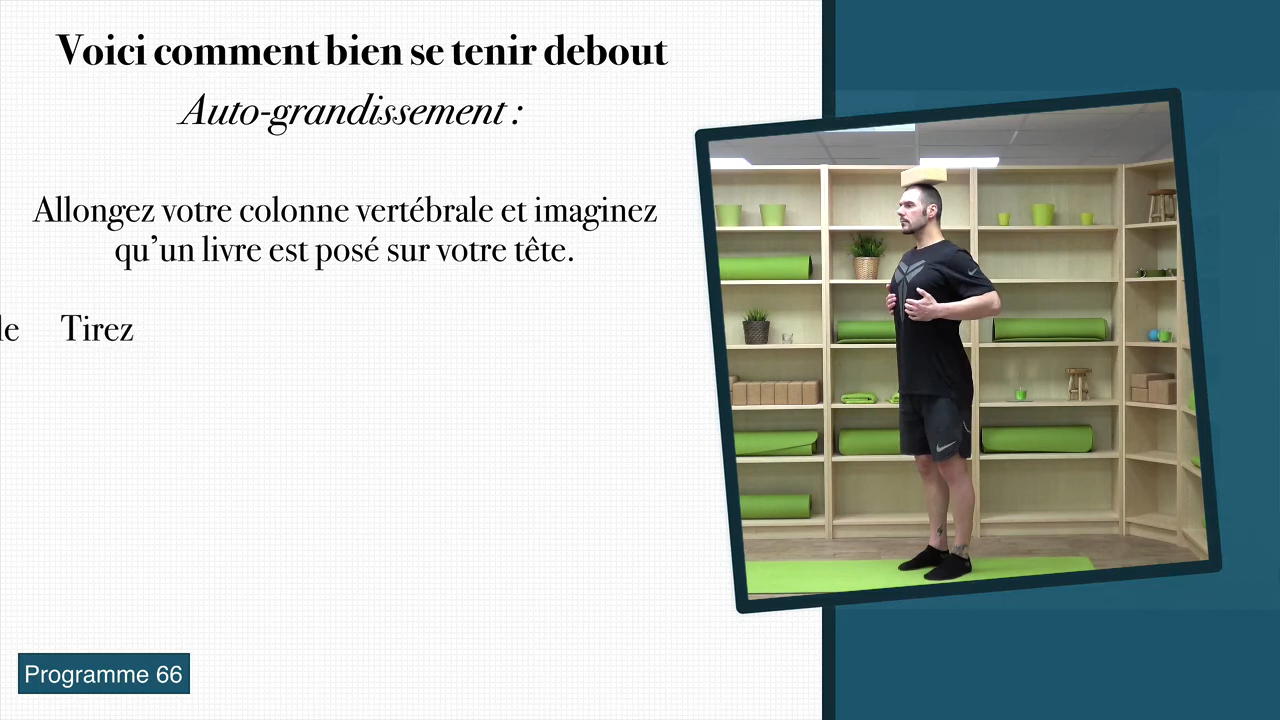 Voici comment bien se tenir debout
Auto-grandissement :
Allongez votre colonne vertébrale et imaginez
qu’un livre est posé sur votre tête.
Tirez
Programme 66